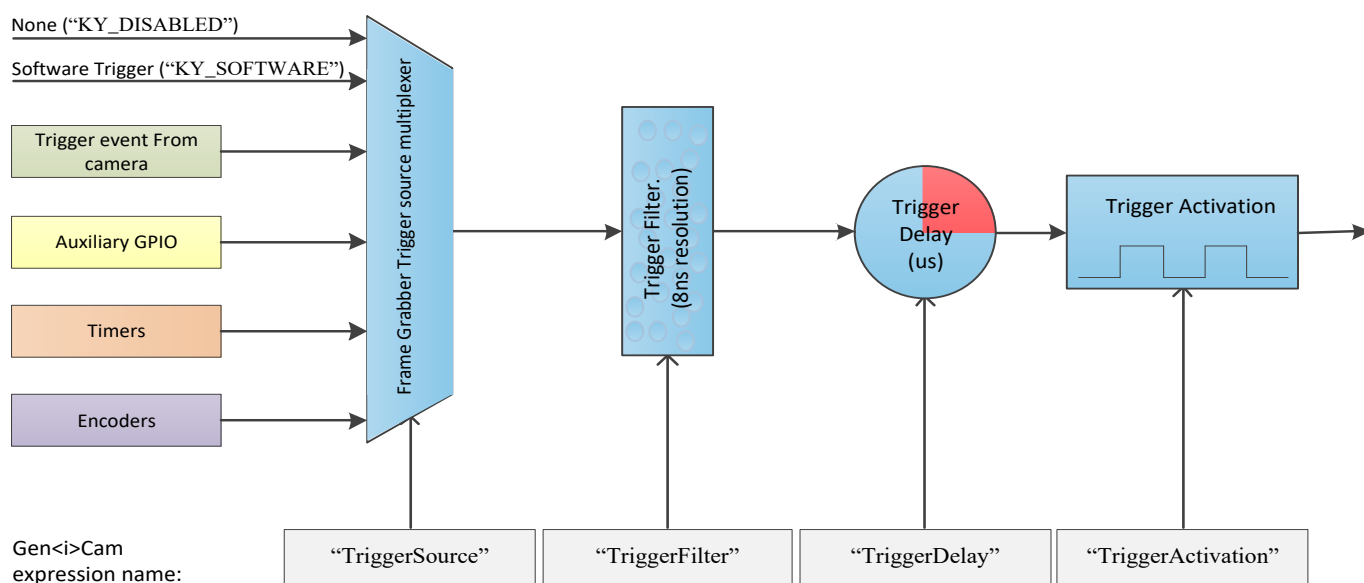 None (“KY_DISABLED”)
Software Trigger (“KY_SOFTWARE”)
Trigger event From
camera
Auxiliary GPIO
Timers
Encoders
Frame Grabber Trigger source multiplexer
Trigger Filter.
(8ns resolution)
Trigger
Delay
(us)
Trigger Activation
Gen<i>Cam
expression name:
“TriggerSource”
“TriggerFilter”
“TriggerDelay”
“TriggerActivation”